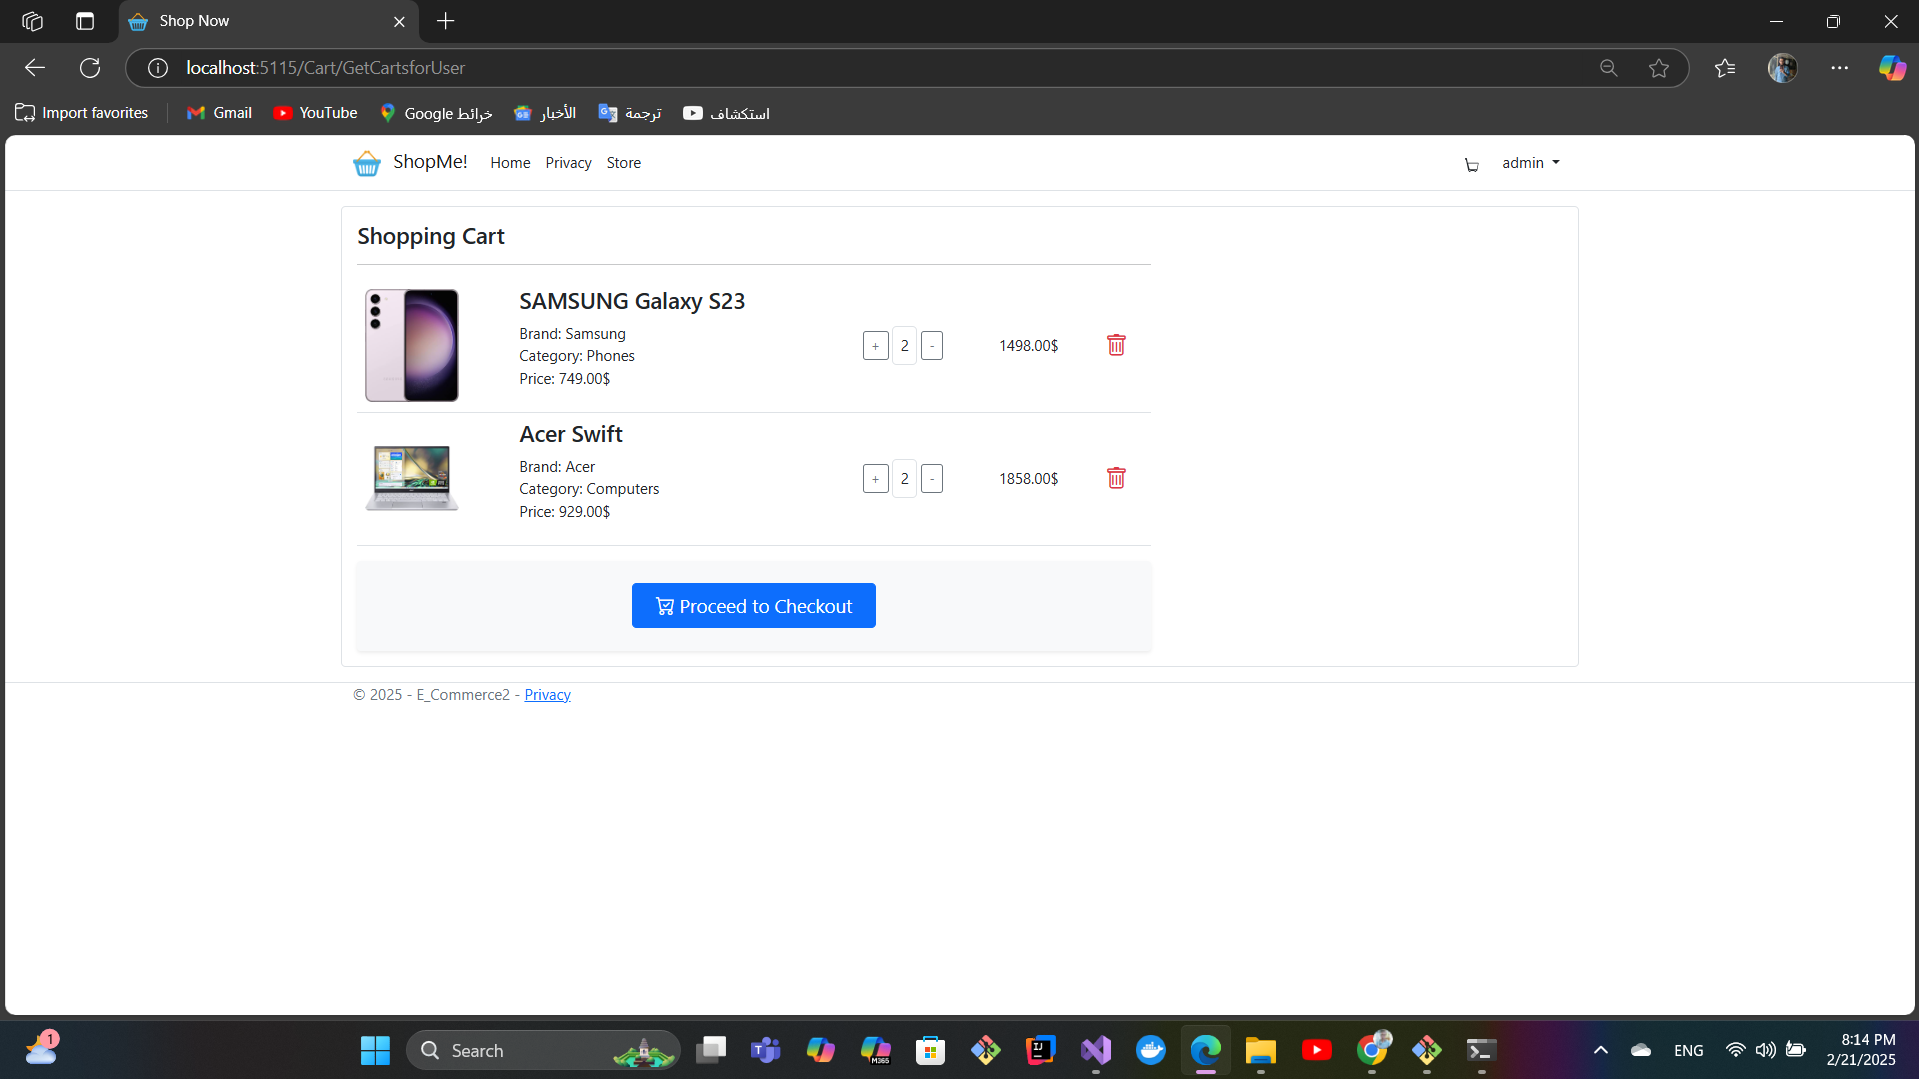 Shop Now
localhost:5115/Cart/GetCartsforUser
Import favorites
Gmail
YouTube
خرائط Google
الأخبار
ترجمة
استكشاف
ShopMe!
Home
Privacy
Store
admin
Shopping Cart
SAMSUNG Galaxy S23
Brand: Samsung
Category: Phones
Price: 749.00$
+ 2 -
1498.00$
Acer Swift
Brand: Acer
Category: Computers
Price: 929.00$
+ 2 -
1858.00$
Proceed to Checkout
© 2025 - E_Commerce2 - Privacy
1
Search
M365
ENG
8:14 PM
2/21/2025